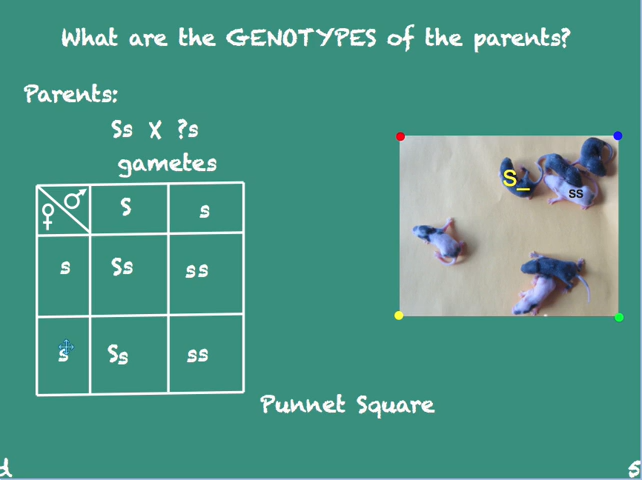 What are the GENOTYPES of the parents?
Parents:
Ss X ?s
gametes
♀ ♂ S s
s Ss ss
s Ss ss
S_
ss
Punnet Square
d
s